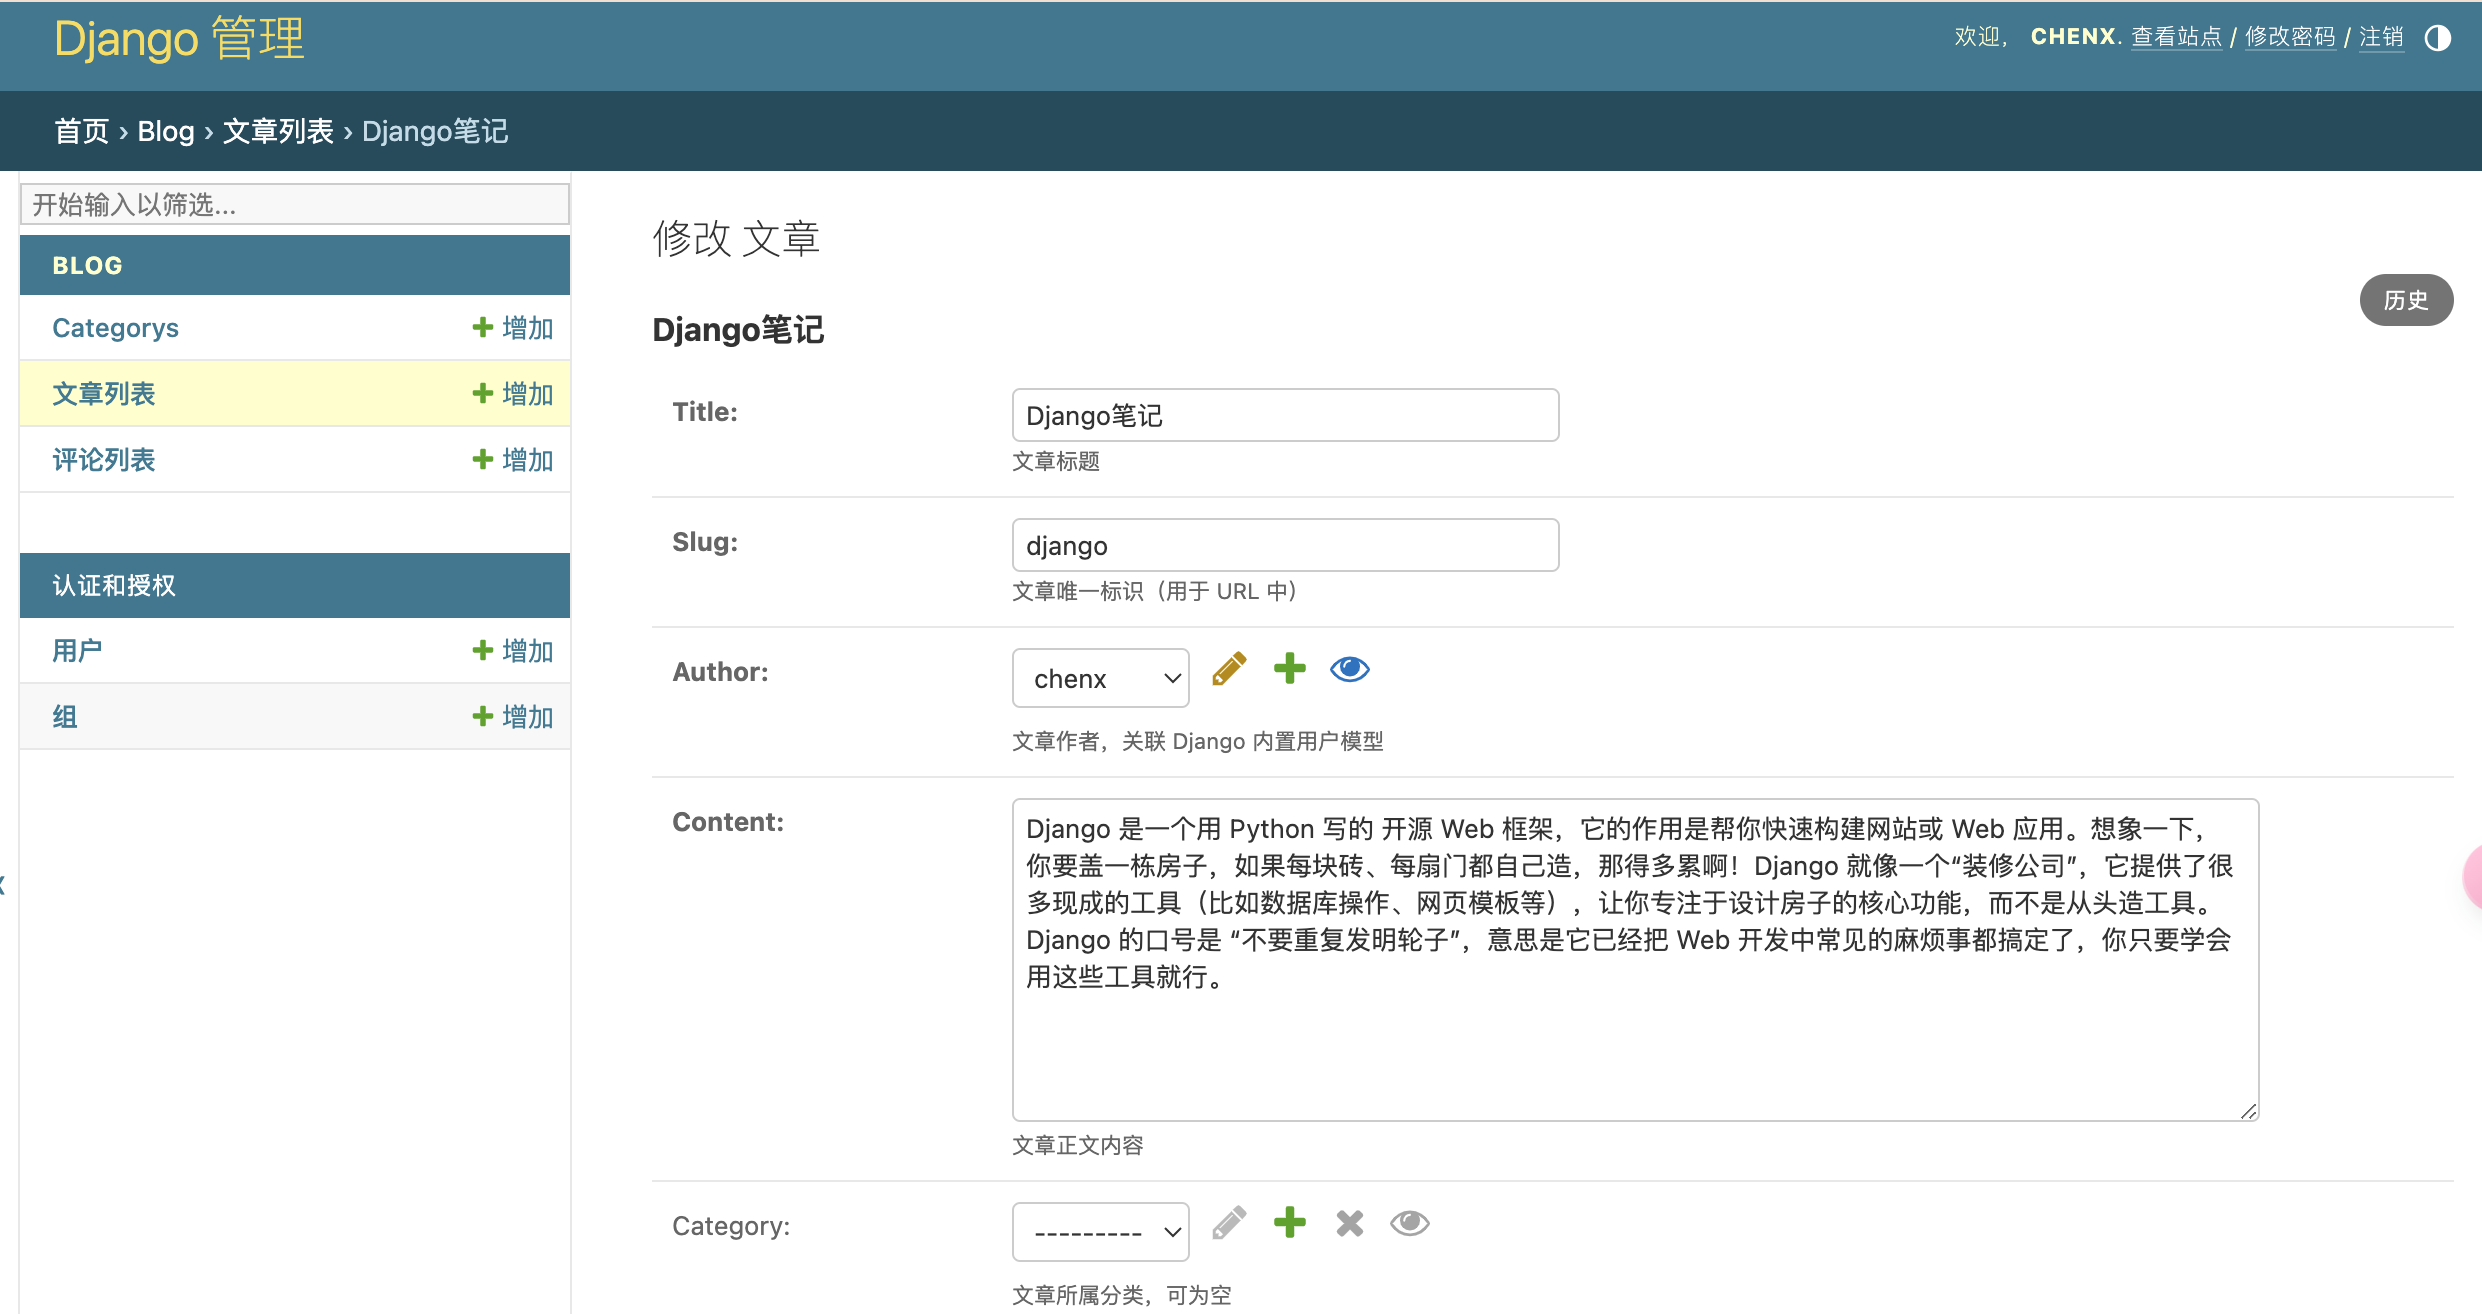 Django 管理
欢迎， CHENX. 查看站点 / 修改密码 / 注销
首页 › Blog › 文章列表 › Django笔记
开始输入以筛选...
BLOG
Categorys 增加
文章列表 增加
评论列表 增加
认证和授权
用户 增加
组 增加
修改 文章
历史
Django笔记
Title: Django笔记
文章标题
Slug: django
文章唯一标识（用于 URL 中）
Author: chenx
文章作者，关联 Django 内置用户模型
Content:
Django 是一个用 Python 写的 开源 Web 框架，它的作用是帮你快速构建网站或 Web 应用。想象一下，
你要盖一栋房子，如果每块砖、每扇门都自己造，那得多累啊！Django 就像一个“装修公司”，它提供了很
多现成的工具（比如数据库操作、网页模板等），让你专注于设计房子的核心功能，而不是从头造工具。
Django 的口号是 “不要重复发明轮子”，意思是它已经把 Web 开发中常见的麻烦事都搞定了，你只要学会
用这些工具就行。
文章正文内容
Category: ---------
文章所属分类，可为空